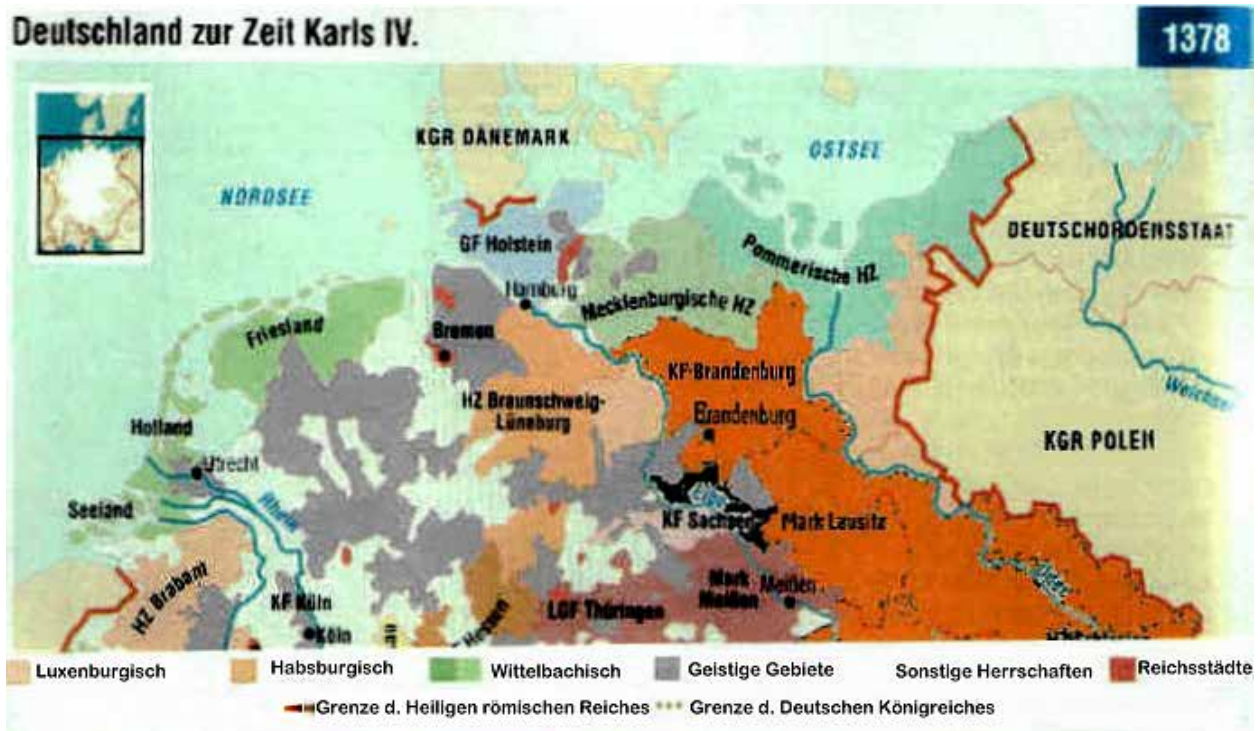 Deutschland zur Zeit Karls IV.
1378
KGR DÄNEMARK
OSTSEE
NORDSEE
DEUTSCHORDENSSTAAT
GF Holstein
Pommerische HZ
Hamburg
Mecklenburgische HZ
Friesland
Bremen
KF-Brandenburg
Weichsel
HZ Braunschweig-
Lüneburg
Brandenburg
Holland
KGR POLEN
Utrecht
Rhein
Elbe
Seeland
KF Sachsen
Mark Lausitz
HZ Brabant
KF Köln
Mark
Meißen
Meißen
Oder
Hessen
LGF Thüringen
Köln
Luxenburgisch
Habsburgisch
Wittelbachisch
Geistige Gebiete
Sonstige Herrschaften
Reichsstädte
Grenze d. Heiligen römischen Reiches
Grenze d. Deutschen Königreiches